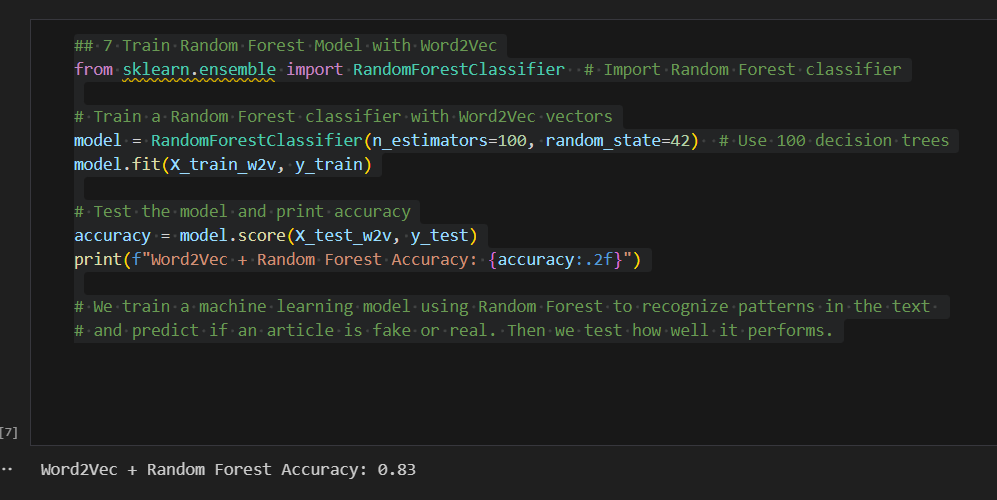 ## 7 Train Random Forest Model with Word2Vec
from sklearn.ensemble import RandomForestClassifier  # Import Random Forest classifier
# Train a Random Forest classifier with Word2Vec vectors
model = RandomForestClassifier(n_estimators=100, random_state=42)  # Use 100 decision trees
model.fit(X_train_w2v, y_train)
# Test the model and print accuracy
accuracy = model.score(X_test_w2v, y_test)
print(f"Word2Vec + Random Forest Accuracy: {accuracy:.2f}")
# We train a machine learning model using Random Forest to recognize patterns in the text
# and predict if an article is fake or real. Then we test how well it performs.
[7]
Word2Vec + Random Forest Accuracy: 0.83